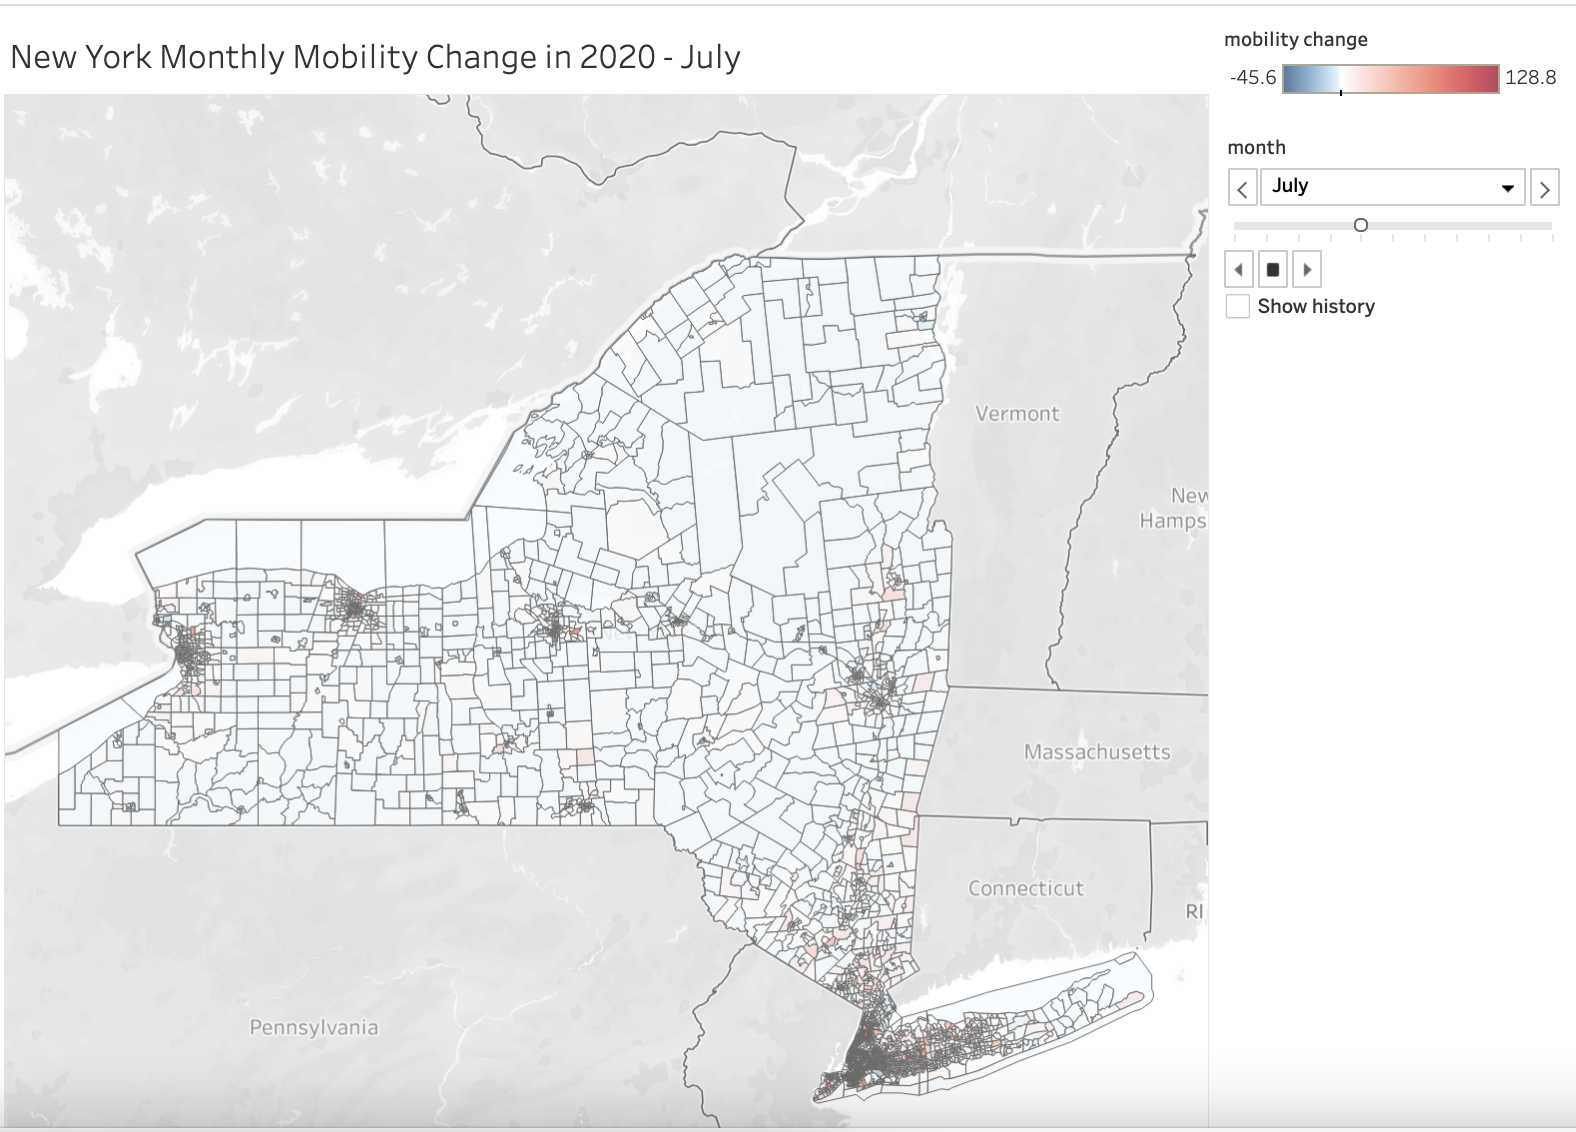 New York Monthly Mobility Change in 2020 - July
mobility change
-45.6
128.8
month
July
Show history
Vermont
New
Hamps
Massachusetts
Connecticut
RI
Pennsylvania